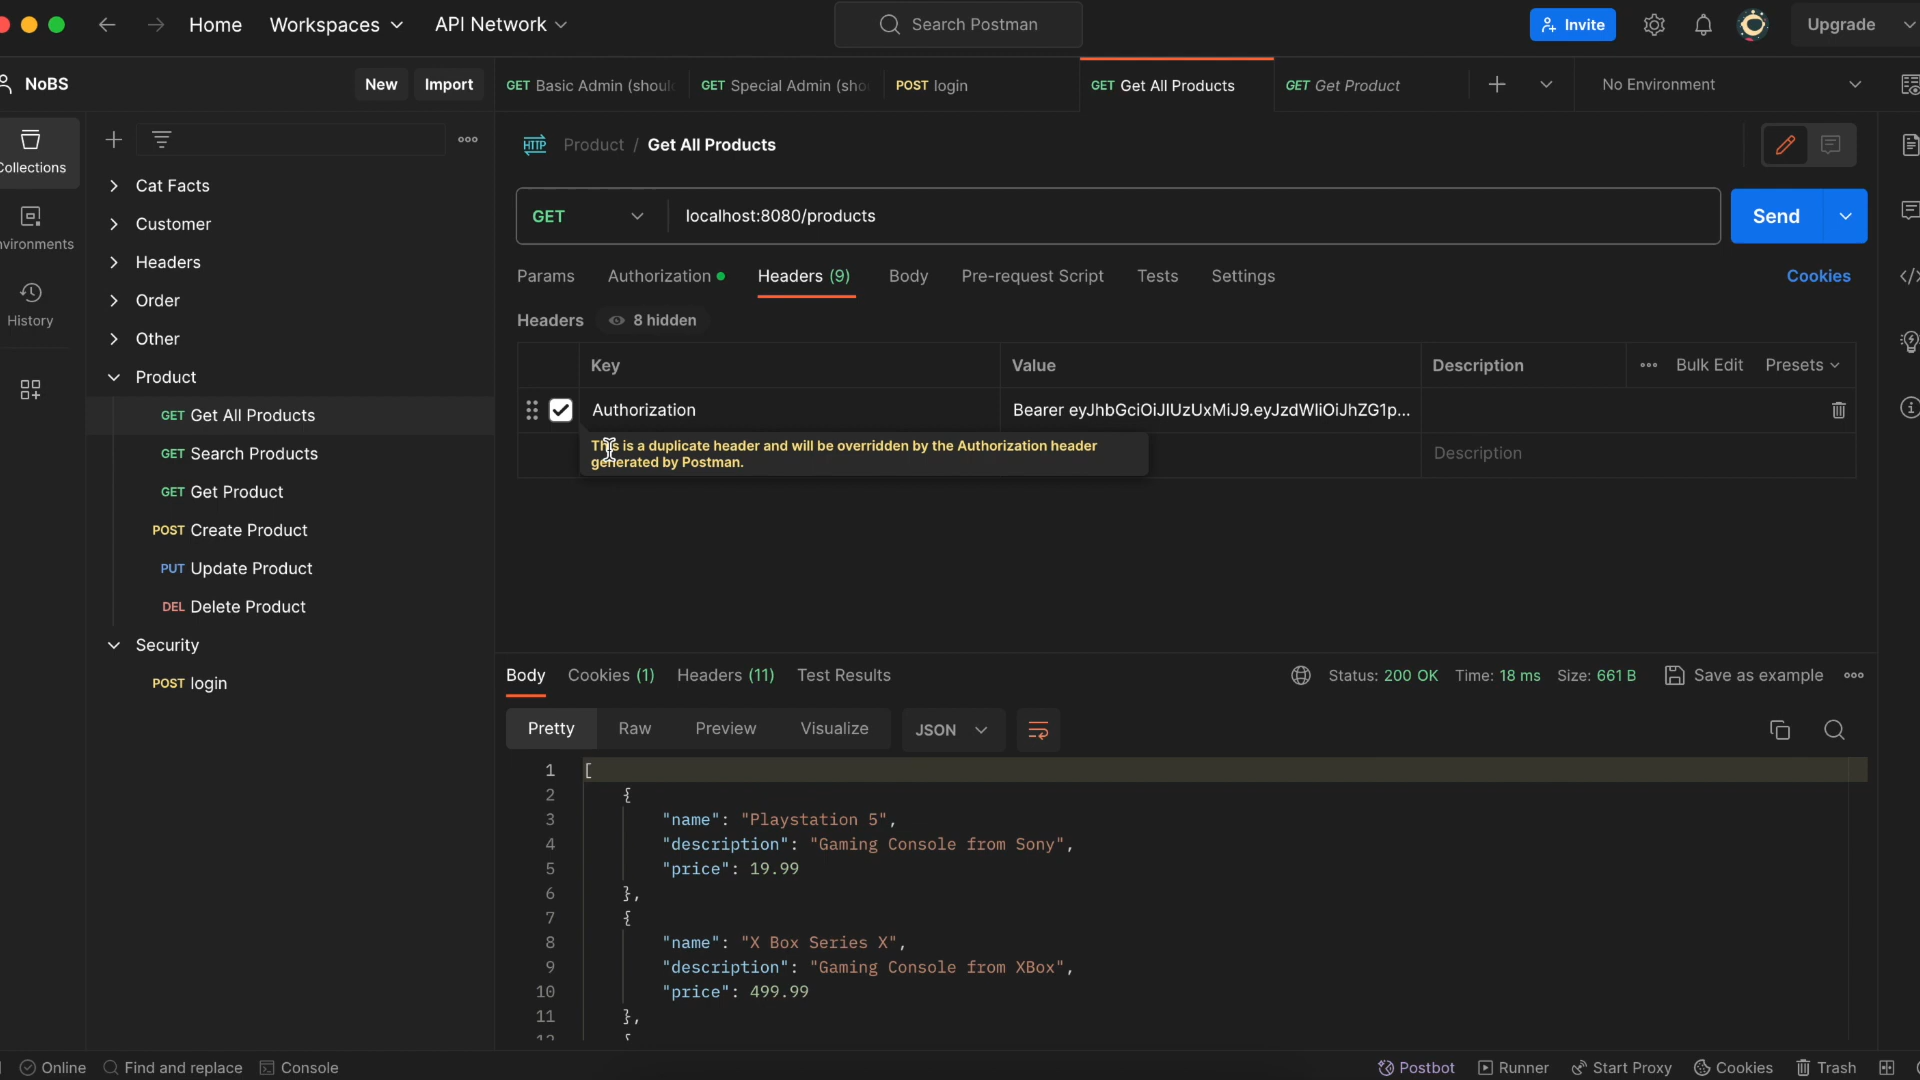 Home
Workspaces
API Network
Search Postman
Invite
Upgrade
NoBS
New
Import
GET Basic Admin (shoul
GET Special Admin (sho
POST login
GET Get All Products
GET Get Product
No Environment
ollections
nvironments
History
Cat Facts
Customer
Headers
Order
Other
Product
GET Get All Products
GET Search Products
GET Get Product
POST Create Product
PUT Update Product
DEL Delete Product
Security
POST login
HTTP
Product / Get All Products
GET
localhost:8080/products
Send
Params
Authorization
Headers (9)
Body
Pre-request Script
Tests
Settings
Cookies
Headers
8 hidden
Key
Value
Description
Bulk Edit
Presets
Authorization
Bearer eyJhbGciOiJIUzUxMiJ9.eyJzdWIiOiJhZG1p...
This is a duplicate header and will be overridden by the Authorization header
generated by Postman.
Description
Body
Cookies (1)
Headers (11)
Test Results
Status: 200 OK
Time: 18 ms
Size: 661 B
Save as example
Pretty
Raw
Preview
Visualize
JSON
1 [
2 {
3 "name": "Playstation 5",
4 "description": "Gaming Console from Sony",
5 "price": 19.99
6 },
7 {
8 "name": "X Box Series X",
9 "description": "Gaming Console from XBox",
10 "price": 499.99
11 },
12 {
Online
Find and replace
Console
Postbot
Runner
Start Proxy
Cookies
Trash